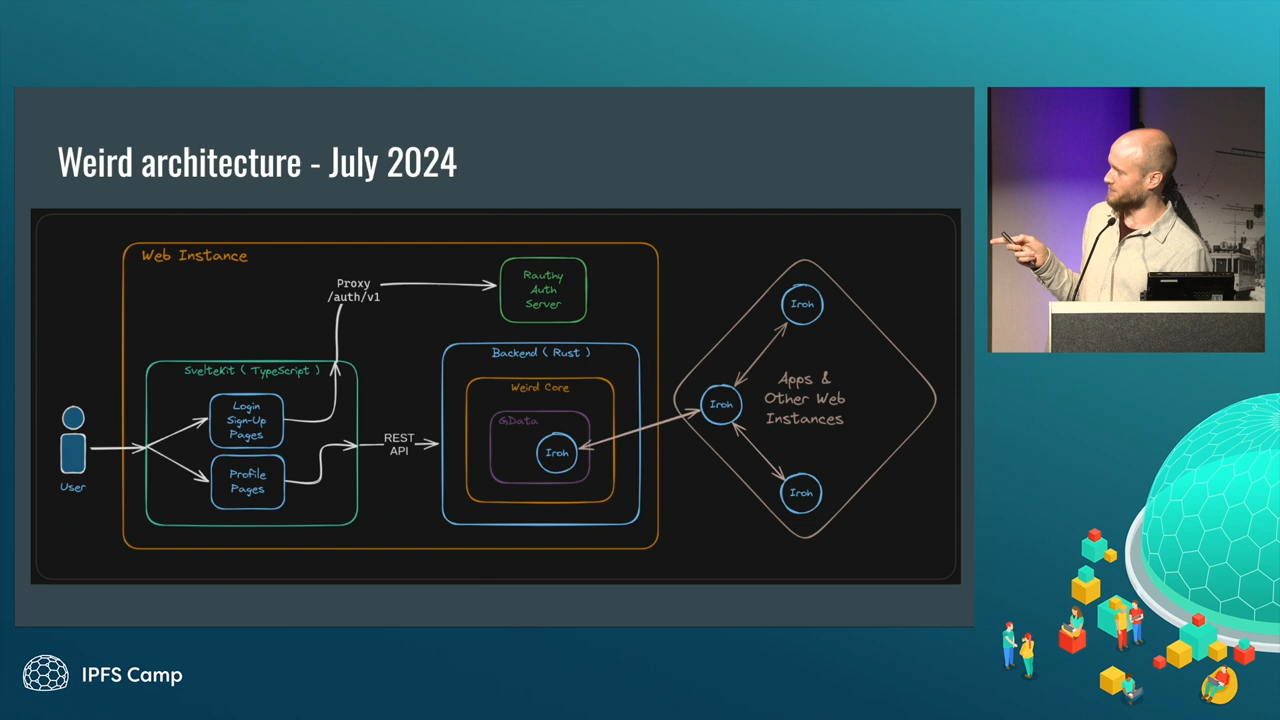 Weird architecture - July 2024
Web Instance
Proxy
/auth/v1
Rauthy
Auth
Server
SvelteKit ( TypeScript )
Login
Sign-Up
Pages
Profile
Pages
User
REST
API
Backend ( Rust )
Weird Core
GData
Iroh
Iroh
Iroh
Apps &
Other Web
Instances
Iroh
IPFS Camp